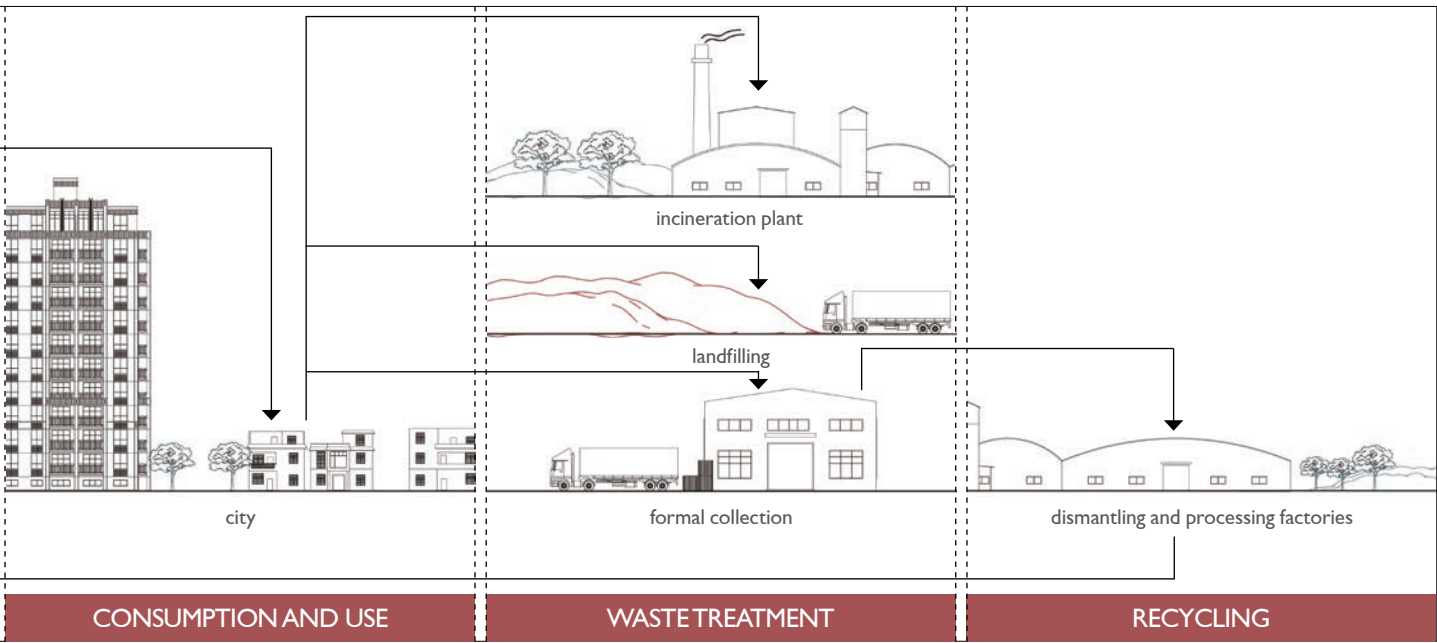 incineration plant
landfilling
city
formal collection
dismantling and processing factories
CONSUMPTION AND USE
WASTE TREATMENT
RECYCLING